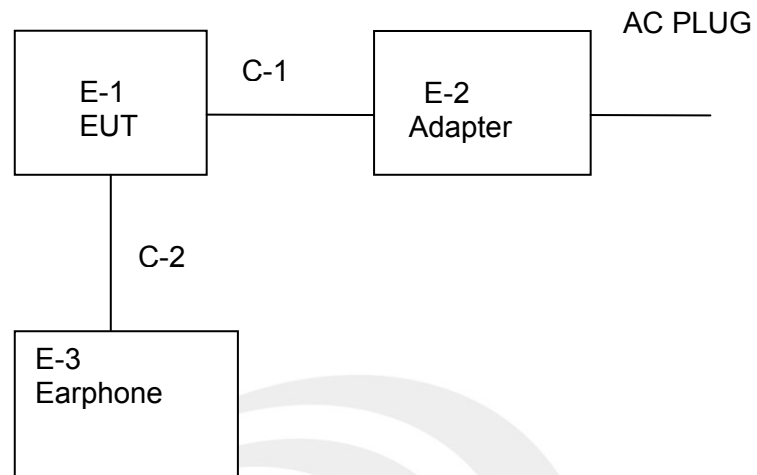 AC PLUG
E-1
EUT
C-1
E-2
Adapter
C-2
E-3
Earphone